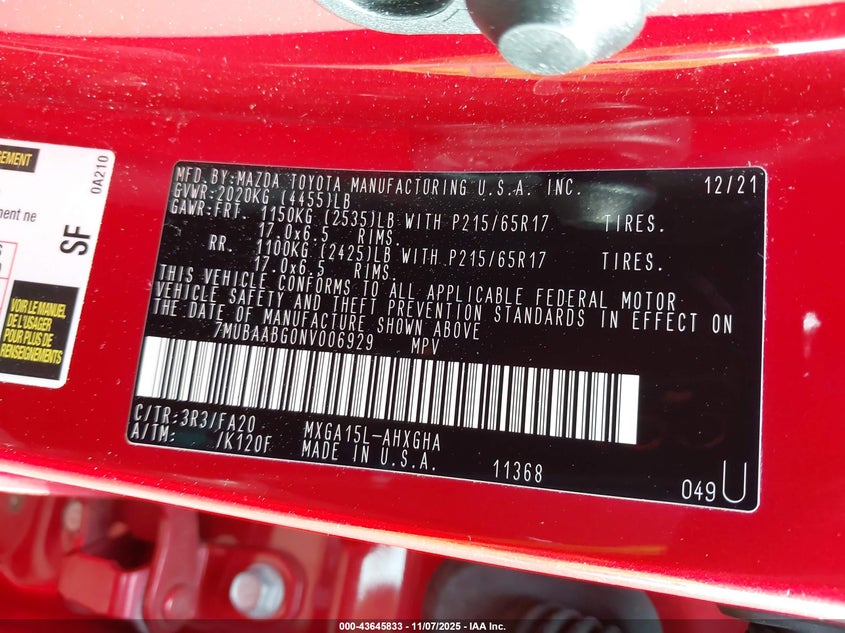 GEMENT
0A210
ment ne
SF
VOIR LE MANUEL
DE L'USAGER
POUR PLUS DE
RENSEIGNEMENTS
MFD. BY:MAZDA TOYOTA MANUFACTURING U.S.A. INC. 12/21
GVWR:2020KG (4455)LB
GAWR:FRT. 1150KG (2535)LB WITH P215/65R17 TIRES.
17.0x6.5 RIMS.
RR. 1100KG (2425)LB WITH P215/65R17 TIRES.
17.0x6.5 RIMS.
THIS VEHICLE CONFORMS TO ALL APPLICABLE FEDERAL MOTOR
VEHICLE SAFETY AND THEFT PREVENTION STANDARDS IN EFFECT ON
THE DATE OF MANUFACTURE SHOWN ABOVE
7MUBAABG0NV006929 MPV
C/TR:3R3/FA20 MXGA15L-AHXGHA
A/TM: /K120F MADE IN U.S.A. 11368
049 U
000-43645833 — 11/07/2025 - IAA Inc.